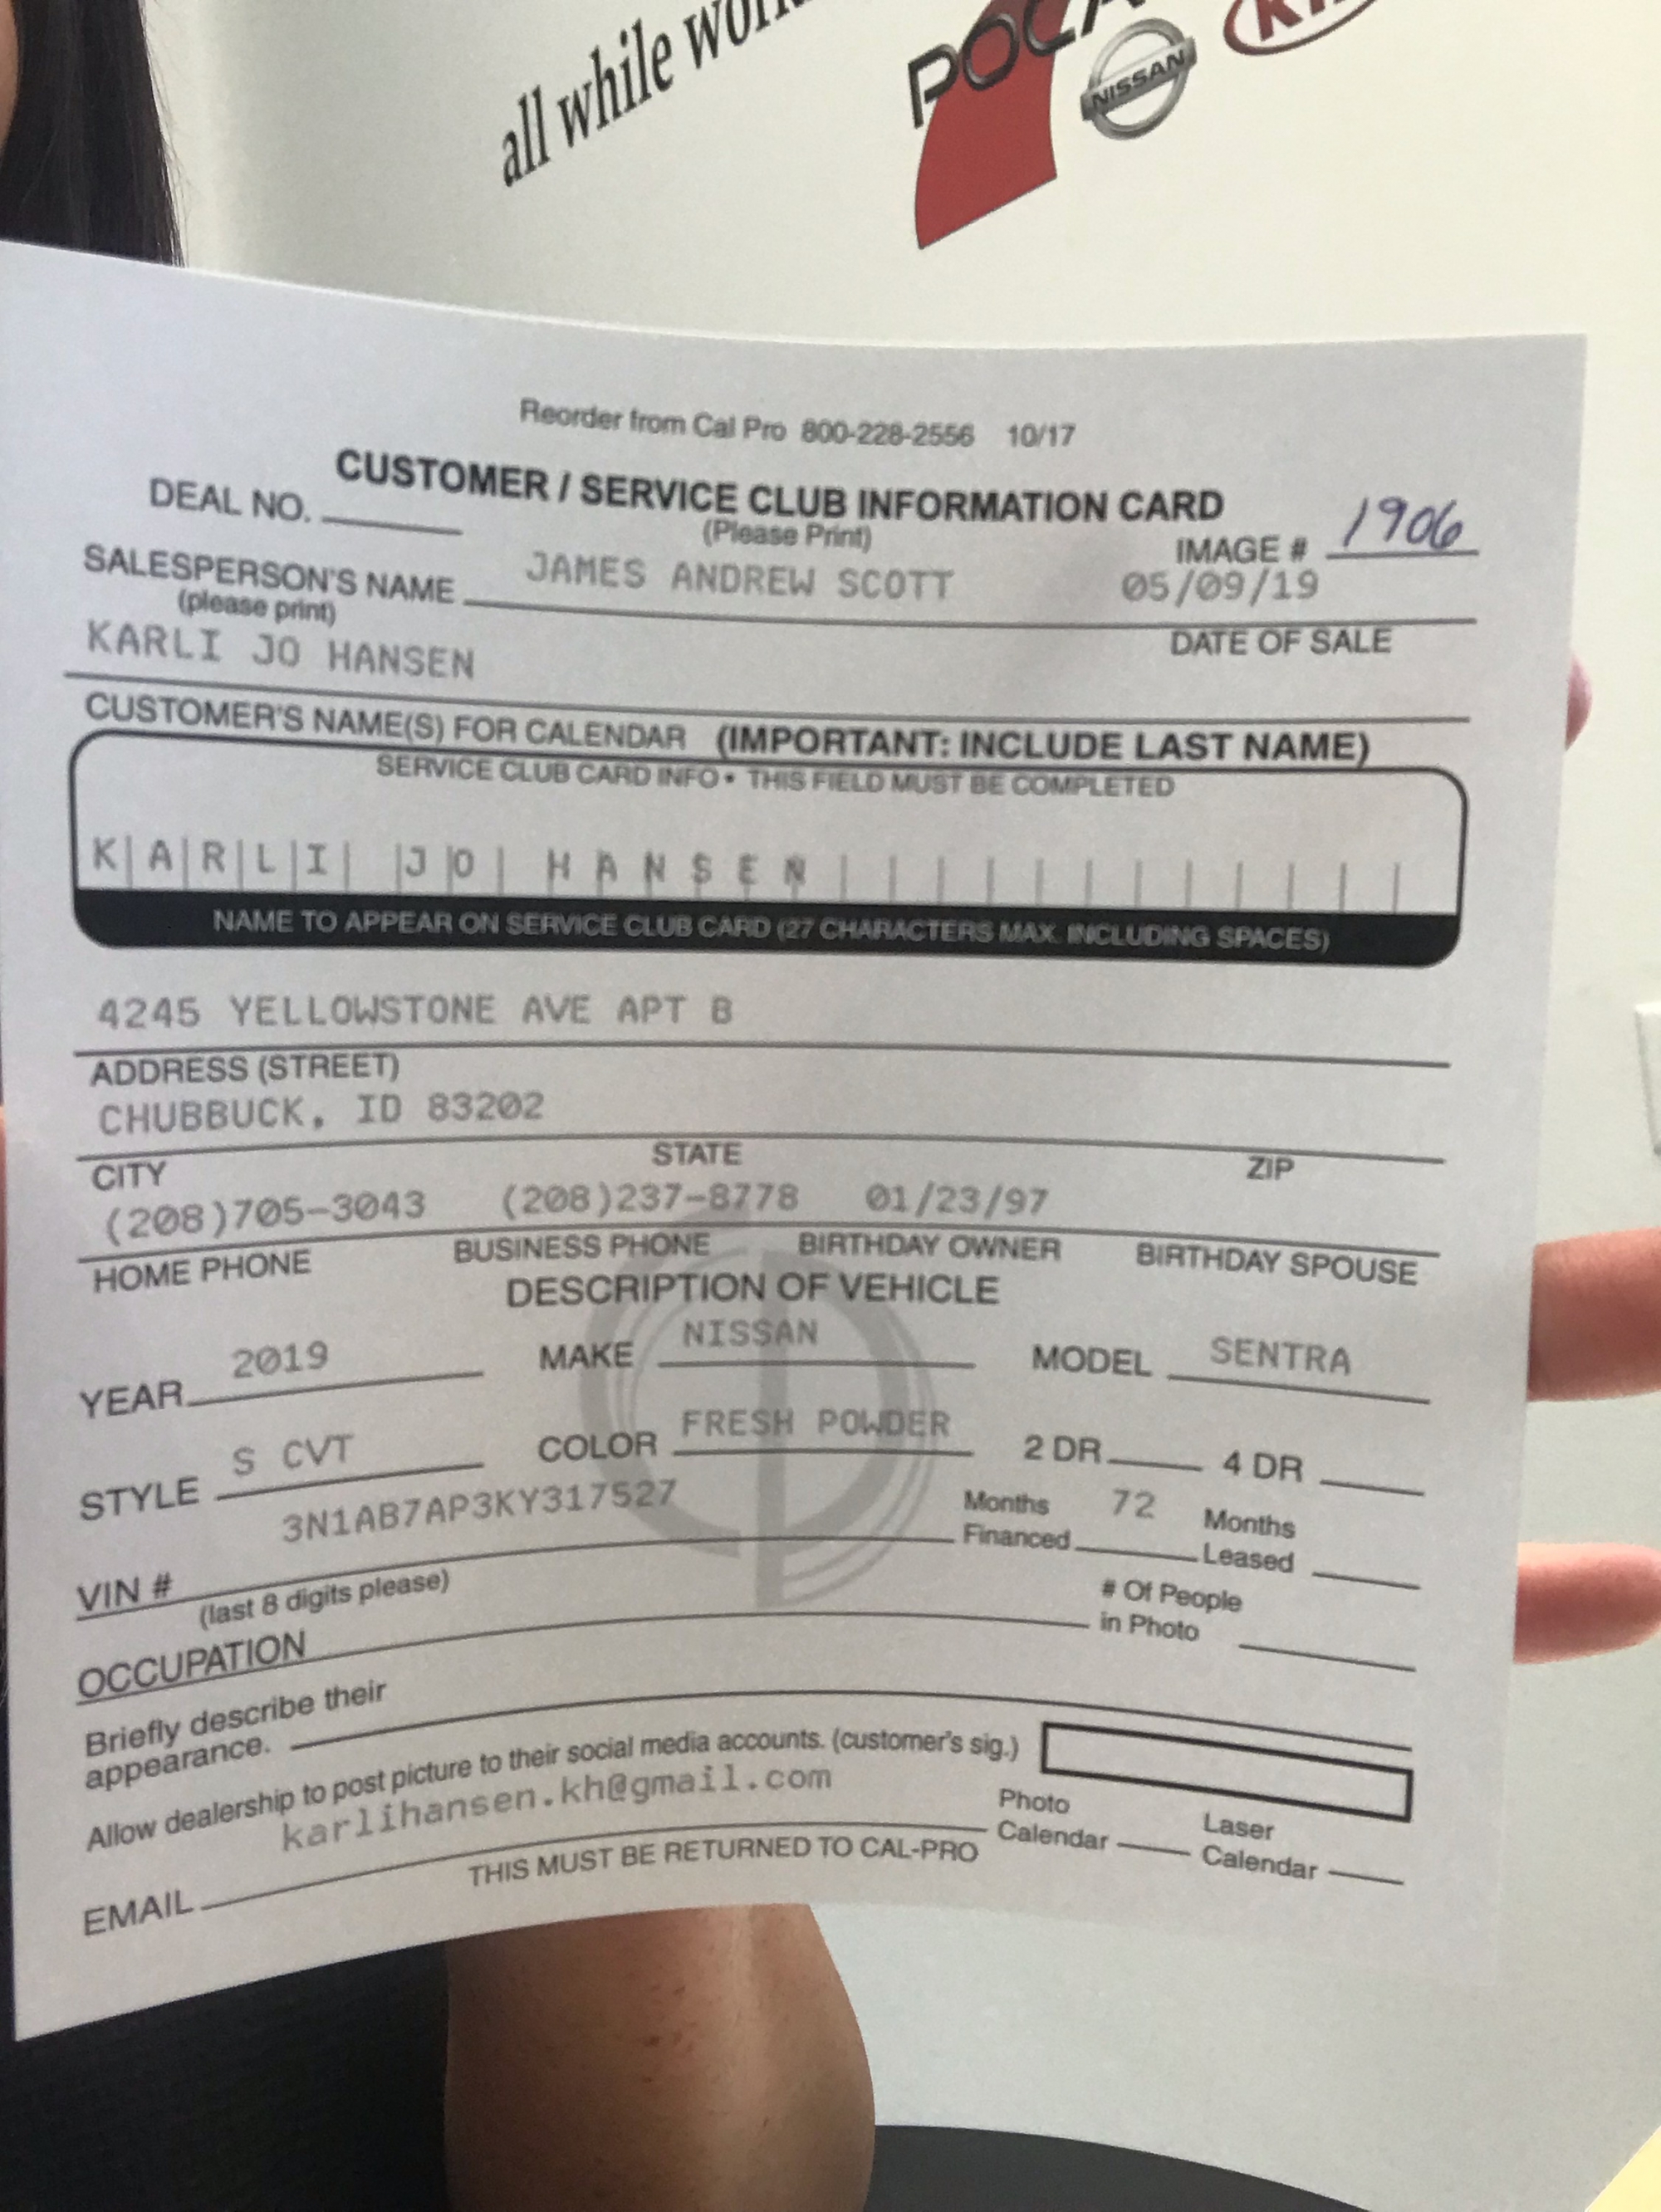 all while
NISSAN
Reorder from Cal Pro 800-228-2556 10/17
CUSTOMER / SERVICE CLUB INFORMATION CARD
DEAL NO.
(Please Print)
IMAGE # 1906
SALESPERSON'S NAME JAMES ANDREW SCOTT 05/09/19
(please print)
DATE OF SALE
KARLI JO HANSEN
CUSTOMER'S NAME(S) FOR CALENDAR (IMPORTANT: INCLUDE LAST NAME)
SERVICE CLUB CARD INFO • THIS FIELD MUST BE COMPLETED
KARLI JO HANSEN
NAME TO APPEAR ON SERVICE CLUB CARD (27 CHARACTERS MAX. INCLUDING SPACES)
4245 YELLOWSTONE AVE APT B
ADDRESS (STREET)
CHUBBUCK, ID 83202
CITY STATE ZIP
(208)705-3043 (208)237-8778 01/23/97
HOME PHONE BUSINESS PHONE BIRTHDAY OWNER BIRTHDAY SPOUSE
DESCRIPTION OF VEHICLE
YEAR 2019 MAKE NISSAN MODEL SENTRA
STYLE S CVT COLOR FRESH POWDER 2 DR 4 DR
VIN # 3N1AB7AP3KY317527 Months Financed 72 Months Leased
(last 8 digits please)
OCCUPATION # Of People in Photo
Briefly describe their
appearance.
Allow dealership to post picture to their social media accounts. (customer's sig.)
EMAIL karlihansen.kh@gmail.com Photo Calendar Laser Calendar
THIS MUST BE RETURNED TO CAL-PRO